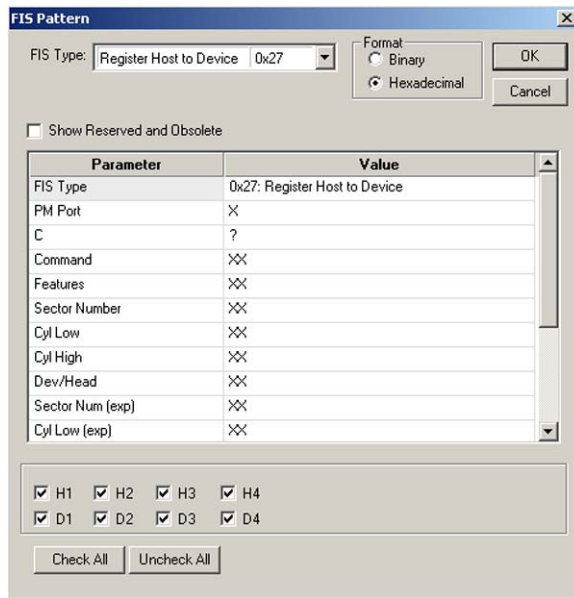 FIS Pattern
FIS Type: Register Host to Device 0x27
Format
Binary
Hexadecimal
OK
Cancel
Show Reserved and Obsolete
Parameter Value
FIS Type 0x27: Register Host to Device
PM Port X
C ?
Command XX
Features XX
Sector Number XX
Cyl Low XX
Cyl High XX
Dev/Head XX
Sector Num (exp) XX
Cyl Low (exp) XX
H1 H2 H3 H4
D1 D2 D3 D4
Check All Uncheck All